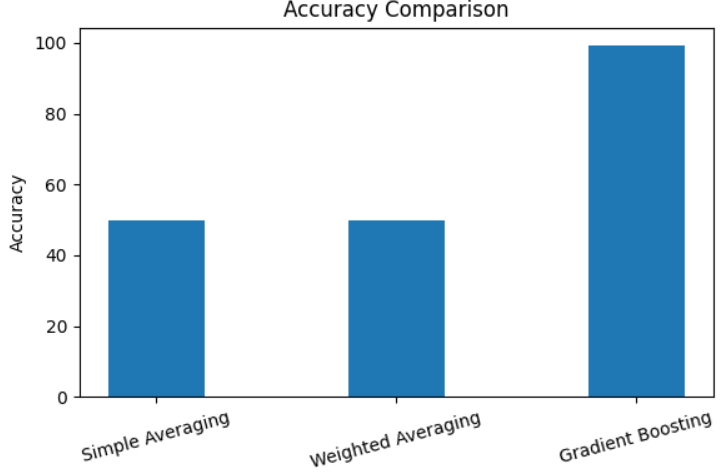 Accuracy Comparison
100
80
60
40
20
0
Accuracy
Simple Averaging
Weighted Averaging
Gradient Boosting